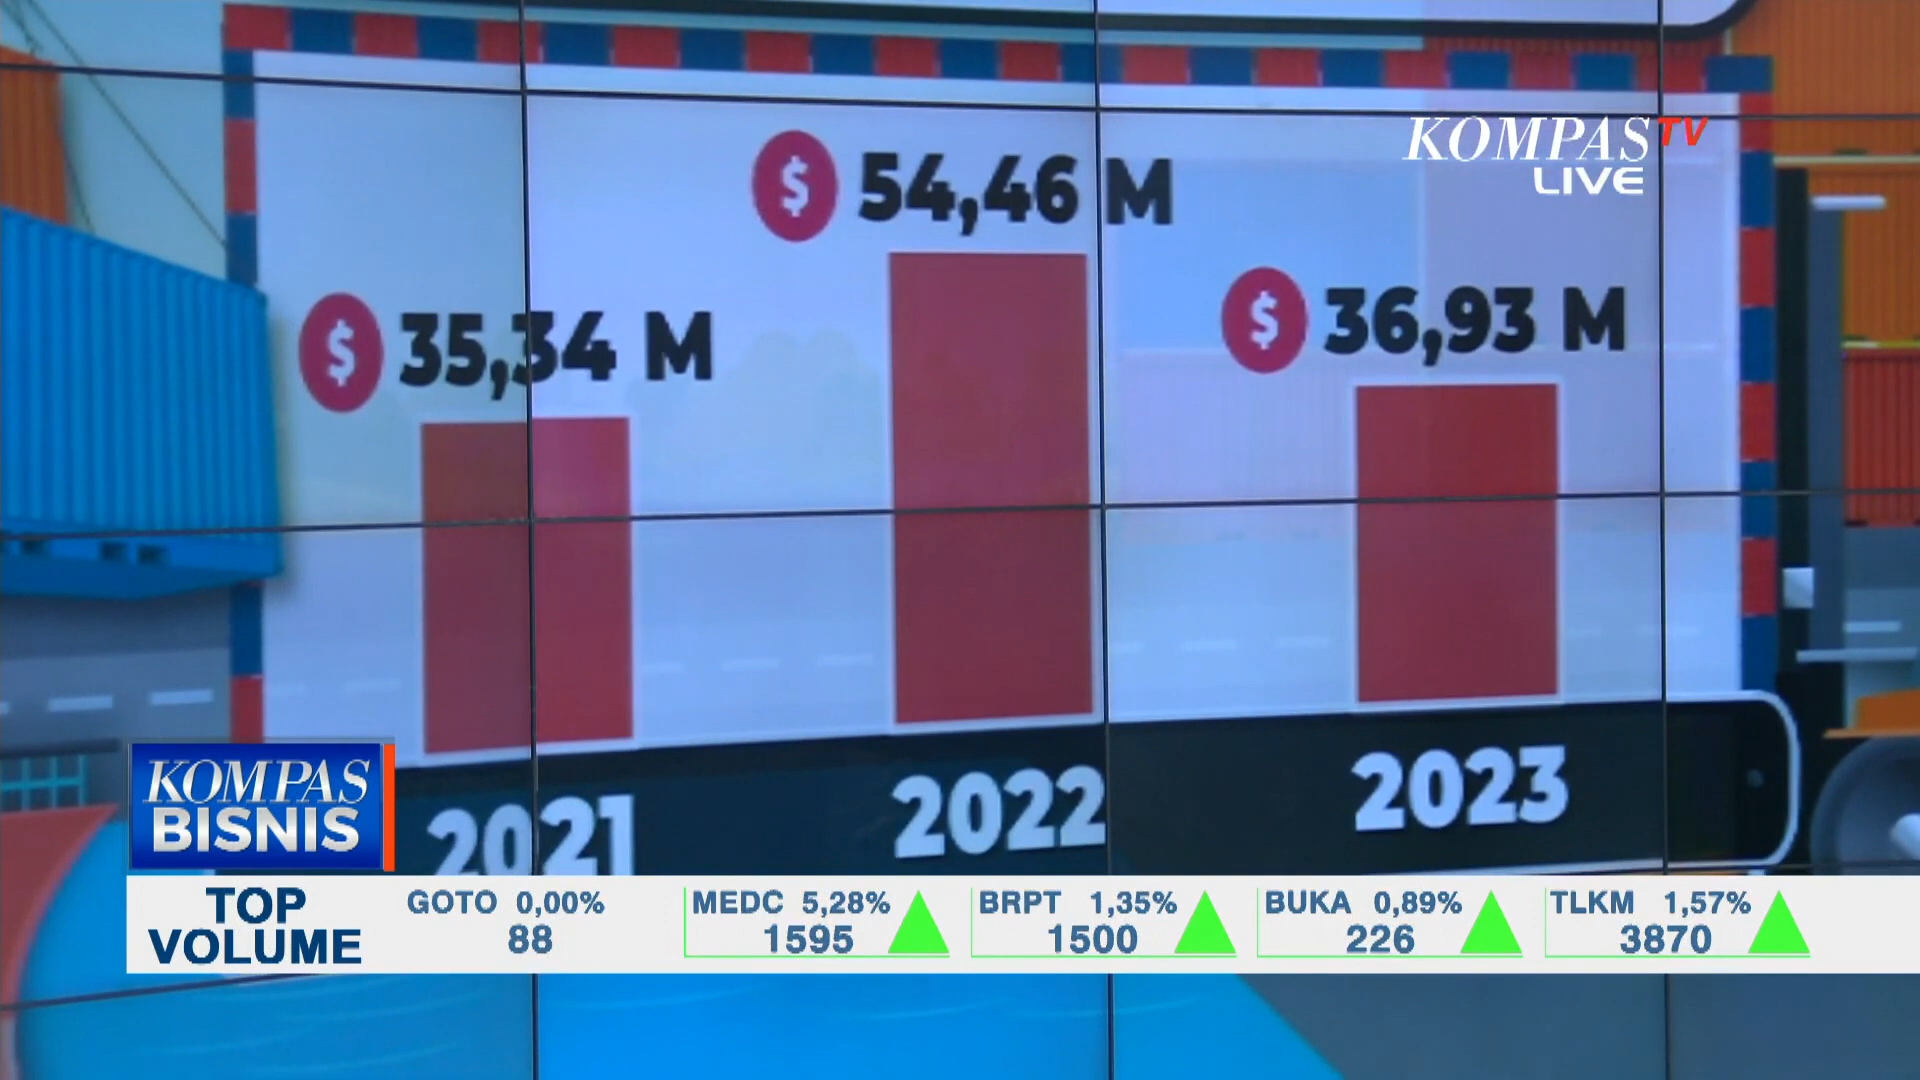 KOMPAS TV
LIVE
$ 54,46 M
$ 35,34 M
$ 36,93 M
2021
2022
2023
KOMPAS
BISNIS
TOP
VOLUME
GOTO 0,00%
88
MEDC 5,28%
1595
BRPT 1,35%
1500
BUKA 0,89%
226
TLKM 1,57%
3870